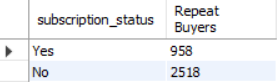 subscription_status Repeat Buyers
Yes 958
No 2518